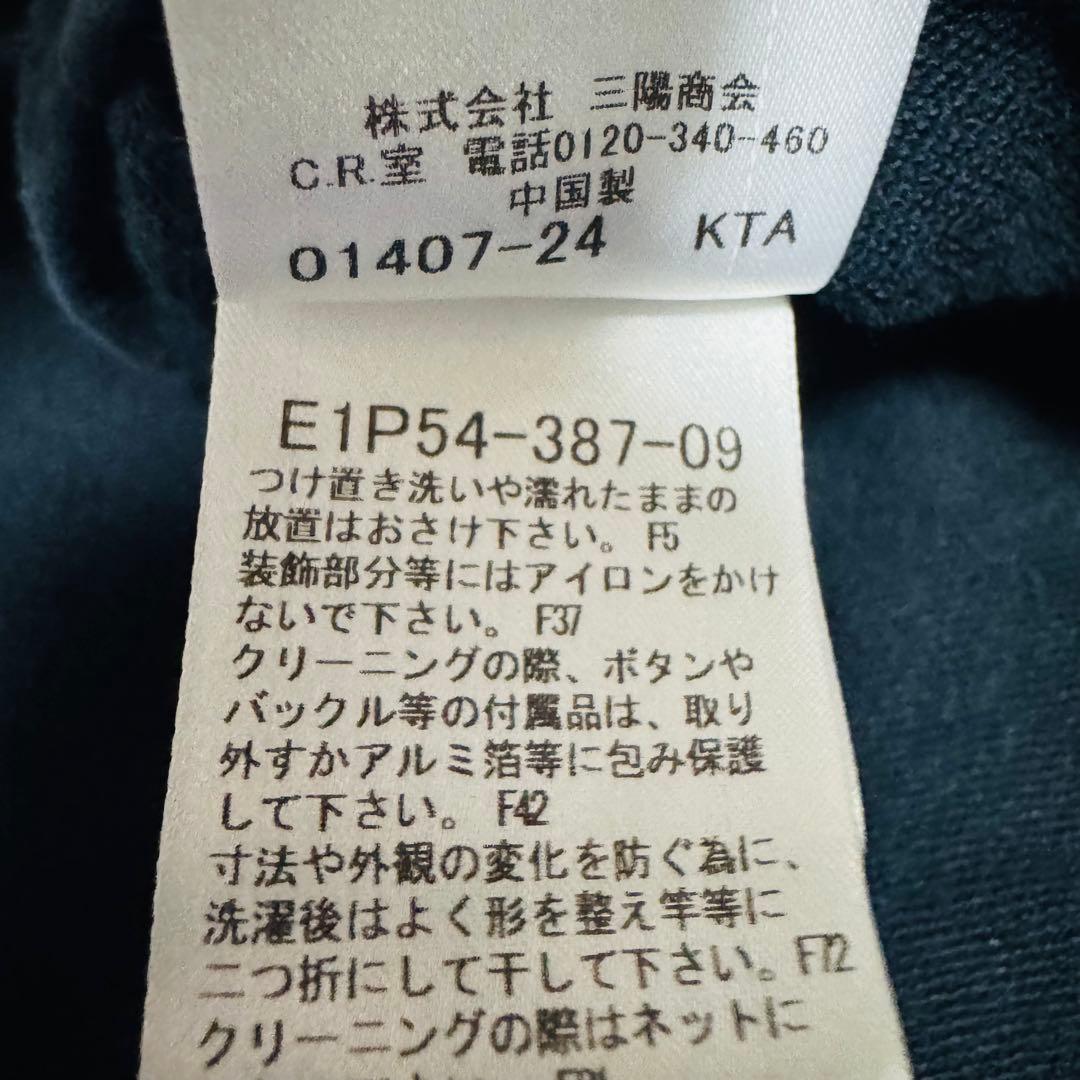 株式会社 三陽商会
C.R.室 電話0120-340-460
中国製
01407-24 KTA
E1P54-387-09
つけ置き洗いや濡れたままの
放置はおさけ下さい。F5
装飾部分等にはアイロンをかけ
ないで下さい。F37
クリーニングの際、ボタンや
バックル等の付属品は、取り
外すかアルミ箔等に包み保護
して下さい。F42
寸法や外観の変化を防ぐ為に、
洗濯後はよく形を整え竿等に
二つ折にして干して下さい。F72
クリーニングの際はネットに